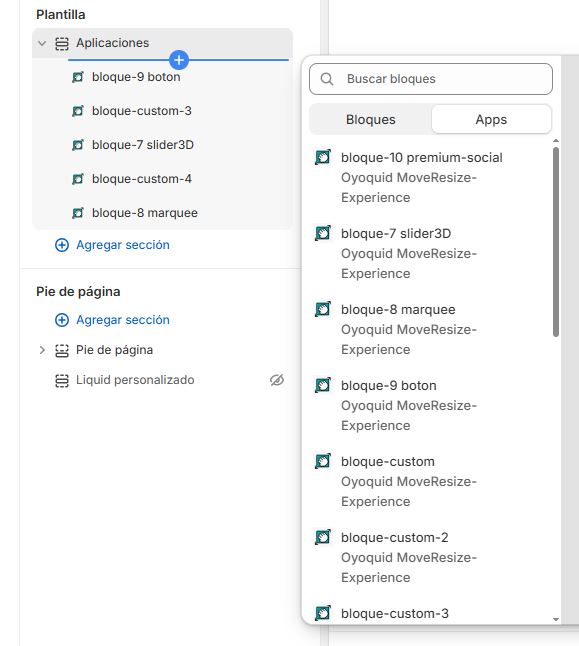 Plantilla
Aplicaciones
bloque-9 boton
bloque-custom-3
bloque-7 slider3D
bloque-custom-4
bloque-8 marquee
Agregar sección
Pie de página
Agregar sección
Pie de página
Liquid personalizado
Buscar bloques
Bloques
Apps
bloque-10 premium-social
Oyoquid MoveResize-
Experience
bloque-7 slider3D
Oyoquid MoveResize-
Experience
bloque-8 marquee
Oyoquid MoveResize-
Experience
bloque-9 boton
Oyoquid MoveResize-
Experience
bloque-custom
Oyoquid MoveResize-
Experience
bloque-custom-2
Oyoquid MoveResize-
Experience
bloque-custom-3